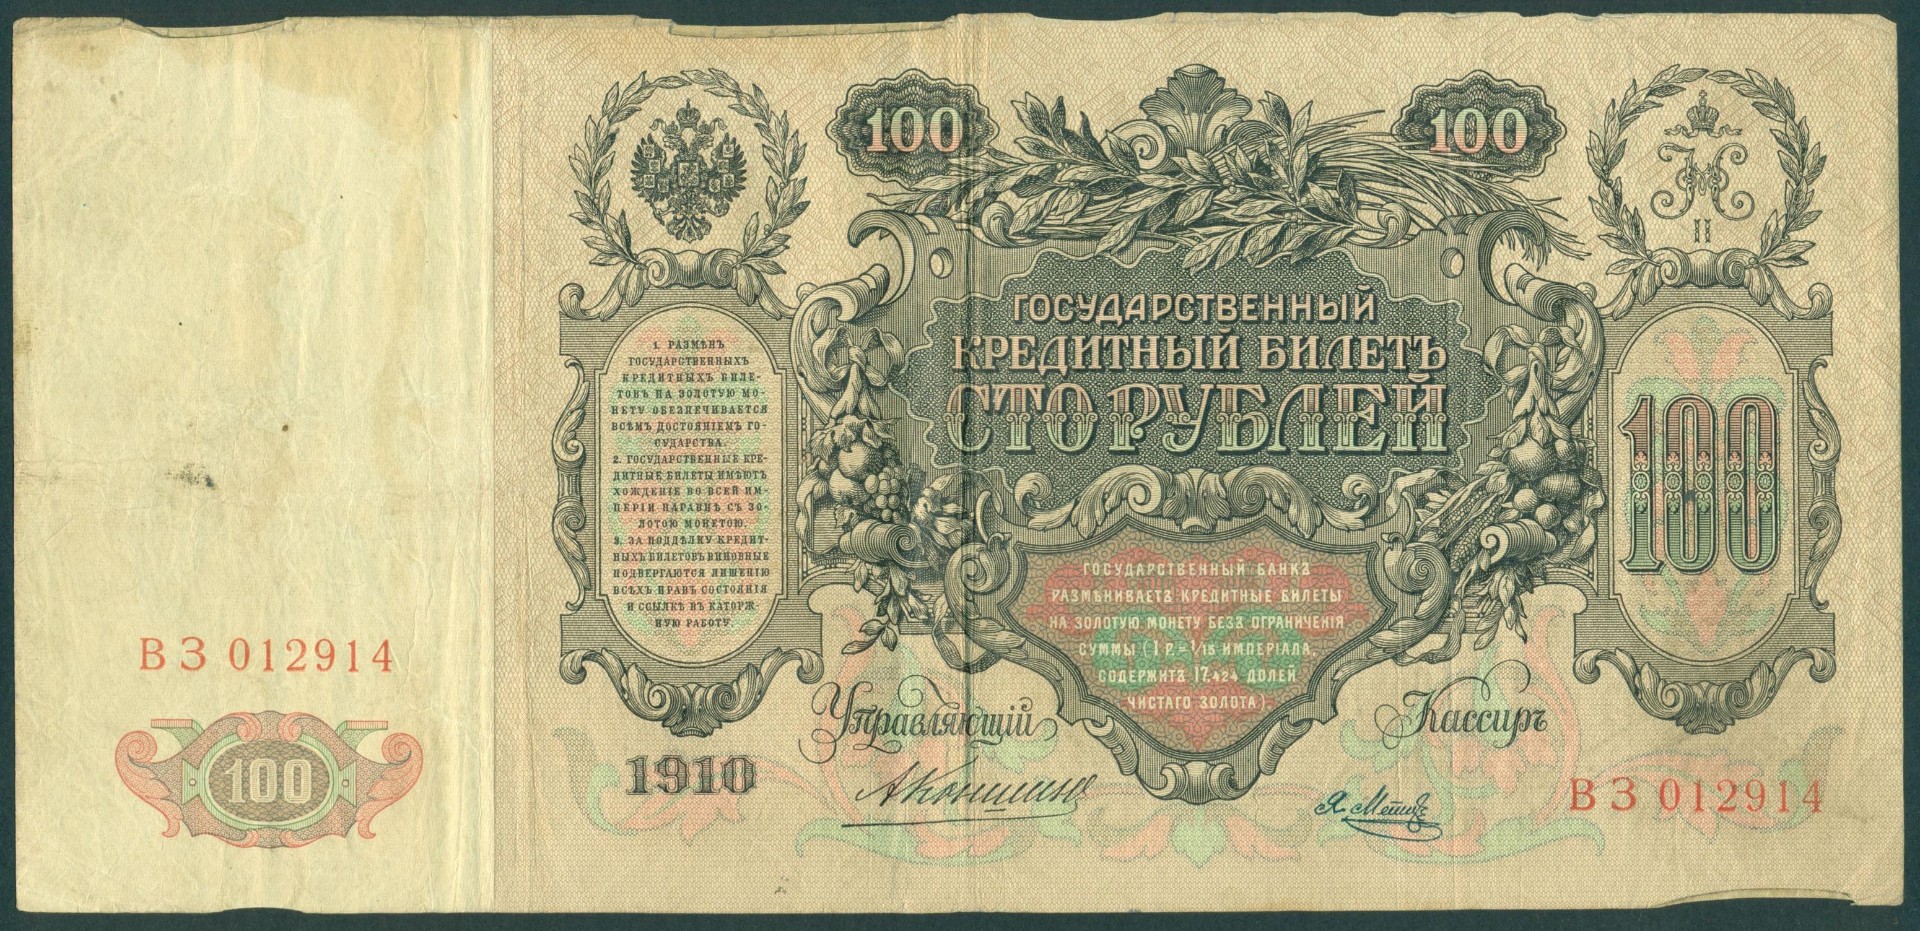 100
100
II
ГОСУДАРСТВЕННЫЙ
КРЕДИТНЫЙ БИЛЕТЪ
СТО РУБЛЕЙ
1. РАЗМѢНЪ
ГОСУДАРСТВЕННЫХЪ
КРЕДИТНЫХЪ БИЛЕ-
ТОВЪ НА ЗОЛОТУЮ МО-
НЕТУ ОБЕЗПЕЧИВАЕТСЯ
ВСѢМЪ ДОСТОЯНІЕМЪ ГО-
СУДАРСТВА.
2. ГОСУДАРСТВЕННЫЕ КРЕ-
ДИТНЫЕ БИЛЕТЫ ИМѢЮТЪ
ХОЖДЕНІЕ ВО ВСЕЙ ИМ-
ПЕРІИ НАРАВНѢ СЪ ЗО-
ЛОТОЮ МОНЕТОЮ.
3. ЗА ПОДДѢЛКУ КРЕДИТ-
НЫХЪ БИЛЕТОВЪ ВИНОВНЫЕ
ПОДВЕРГАЮТСЯ ЛИШЕНІЮ
ВСѢХЪ ПРАВЪ СОСТОЯНІЯ
И ССЫЛКѢ ВЪ КАТОРЖ-
НУЮ РАБОТУ.
100
ГОСУДАРСТВЕННЫЙ БАНКЪ
РАЗМѢНИВАЕТЪ КРЕДИТНЫЕ БИЛЕТЫ
НА ЗОЛОТУЮ МОНЕТУ БЕЗЪ ОГРАНИЧЕНІЯ
СУММЫ (1 Р.=1/15 ИМПЕРІАЛА,
СОДЕРЖИТЪ 17,424 ДОЛЕЙ
ЧИСТАГО ЗОЛОТА).
ВЗ 012914
100
Управляющій
Кассиръ
1910
АКоншинъ
ВЗ 012914